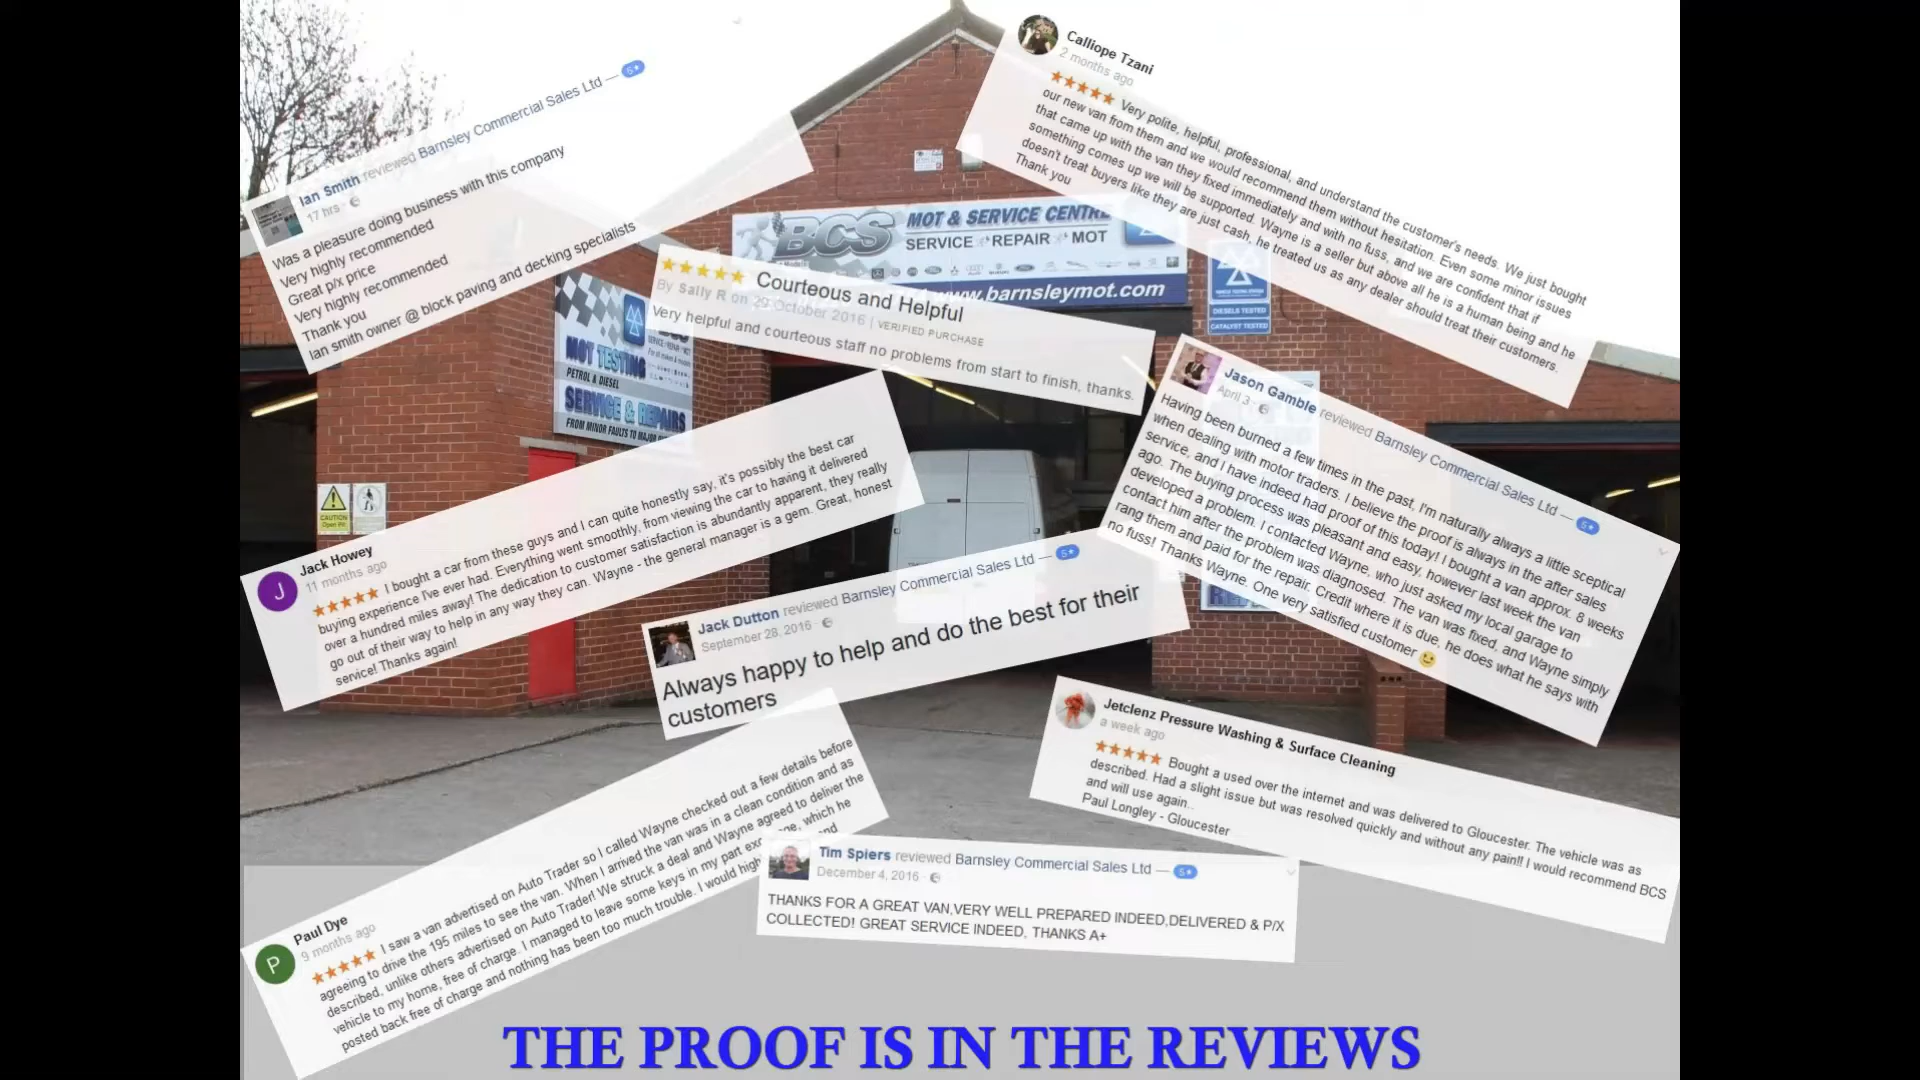 Ian Smith reviewed Barnsley Commercial Sales Ltd — 5★
17 hrs ·
Was a pleasure doing business with this company
Very highly recommended
Great p/x price
Very highly recommended
Thank you
Ian smith owner @ block paving and decking specialists
Calliope Tzani
2 months ago
★★★★★ Very polite, helpful, professional, and understand the customer's needs. We just bought
our new van from them and we would recommend them without hesitation. Even some minor issues
that came up with the van they fixed immediately and with no fuss, and we are confident that if
something comes up we will be supported. Wayne is a seller but above all he is a human being and he
doesn't treat buyers like they are just cash, he treated us as any dealer should treat their customers.
Thank you
BCS
MOT & SERVICE CENTRE
SERVICE REPAIR MOT
www.barnsleymot.com
DIESELS TESTED
CATALYST TESTED
MOT TESTING
PETROL & DIESEL
SERVICE & REPAIRS
FROM MINOR FAULTS TO MAJOR
★★★★★ Courteous and Helpful
By Sally R on 29 October 2016 | VERIFIED PURCHASE
Very helpful and courteous staff no problems from start to finish, thanks.
Jason Gamble reviewed Barnsley Commercial Sales Ltd — 5★
April 3 ·
Having been burned a few times in the past, I'm naturally always a little sceptical
when dealing with motor traders. I believe the proof is always in the after sales
service, and I have indeed had proof of this today! I bought a van approx. 8 weeks
ago. The buying process was pleasant and easy, however last week the van
developed a problem. I contacted Wayne, who just asked my local garage to
contact him after the problem was diagnosed. The van was fixed, and Wayne simply
rang them and paid for the repair. Credit where it is due, he does what he says with
no fuss! Thanks Wayne. One very satisfied customer 🙂
CAUTION
Open Pit
J
Jack Howey
11 months ago
★★★★★ I bought a car from these guys and I can quite honestly say, it's possibly the best car
buying experience I've ever had. Everything went smoothly, from viewing the car to having it delivered
over a hundred miles away! The dedication to customer satisfaction is abundantly apparent, they really
go out of their way to help in any way they can. Wayne - the general manager is a gem. Great, honest
service! Thanks again!
Jack Dutton reviewed Barnsley Commercial Sales Ltd — 5★
September 28, 2016 ·
Always happy to help and do the best for their
customers
Jetclenz Pressure Washing & Surface Cleaning
a week ago
★★★★★ Bought a used over the internet and was delivered to Gloucester. The vehicle was as
described. Had a slight issue but was resolved quickly and without any pain!! I would recommend BCS
and will use again..
Paul Longley - Gloucester
P
Paul Dye
9 months ago
★★★★★ I saw a van advertised on Auto Trader so I called Wayne checked out a few details before
agreeing to drive the 195 miles to see the van. When I arrived the van was in a clean condition and as
described, unlike others advertised on Auto Trader! We struck a deal and Wayne agreed to deliver the
vehicle to my home, free of charge. I managed to leave some keys in my part which he
posted back free of charge and nothing has been too much trouble. I would
Tim Spiers reviewed Barnsley Commercial Sales Ltd — 5★
December 4, 2016 ·
THANKS FOR A GREAT VAN,VERY WELL PREPARED INDEED,DELIVERED & P/X
COLLECTED! GREAT SERVICE INDEED, THANKS A+
THE PROOF IS IN THE REVIEWS